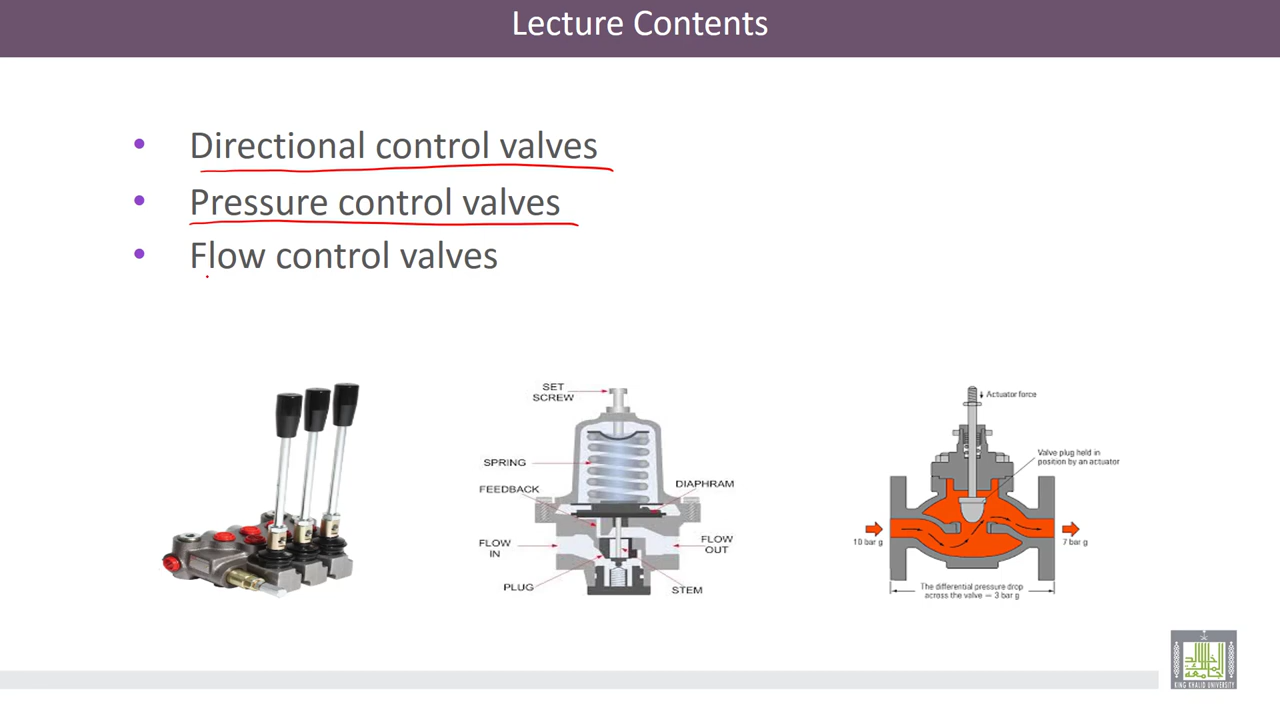 Lecture Contents
• Directional control valves
• Pressure control valves
• Flow control valves
SET
SCREW
SPRING
FEEDBACK
DIAPHRAM
FLOW
IN
FLOW
OUT
PLUG
STEM
Actuator force
Valve plug held in
position by an actuator
10 bar g
7 bar g
The differential pressure drop
across the valve — 3 bar g
KING KHALID UNIVERSITY